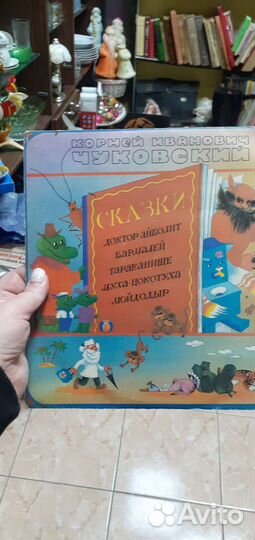 КОРНЕЙ ИВАНОВИЧ
ЧУКОВСКИЙ
СКАЗКИ
ДОКТОР АЙБОЛИТ
БАРМАЛЕЙ
ТАРАКАНИЩЕ
МУХА-ЦОКОТУХА
МОЙДОДЫР
Avito